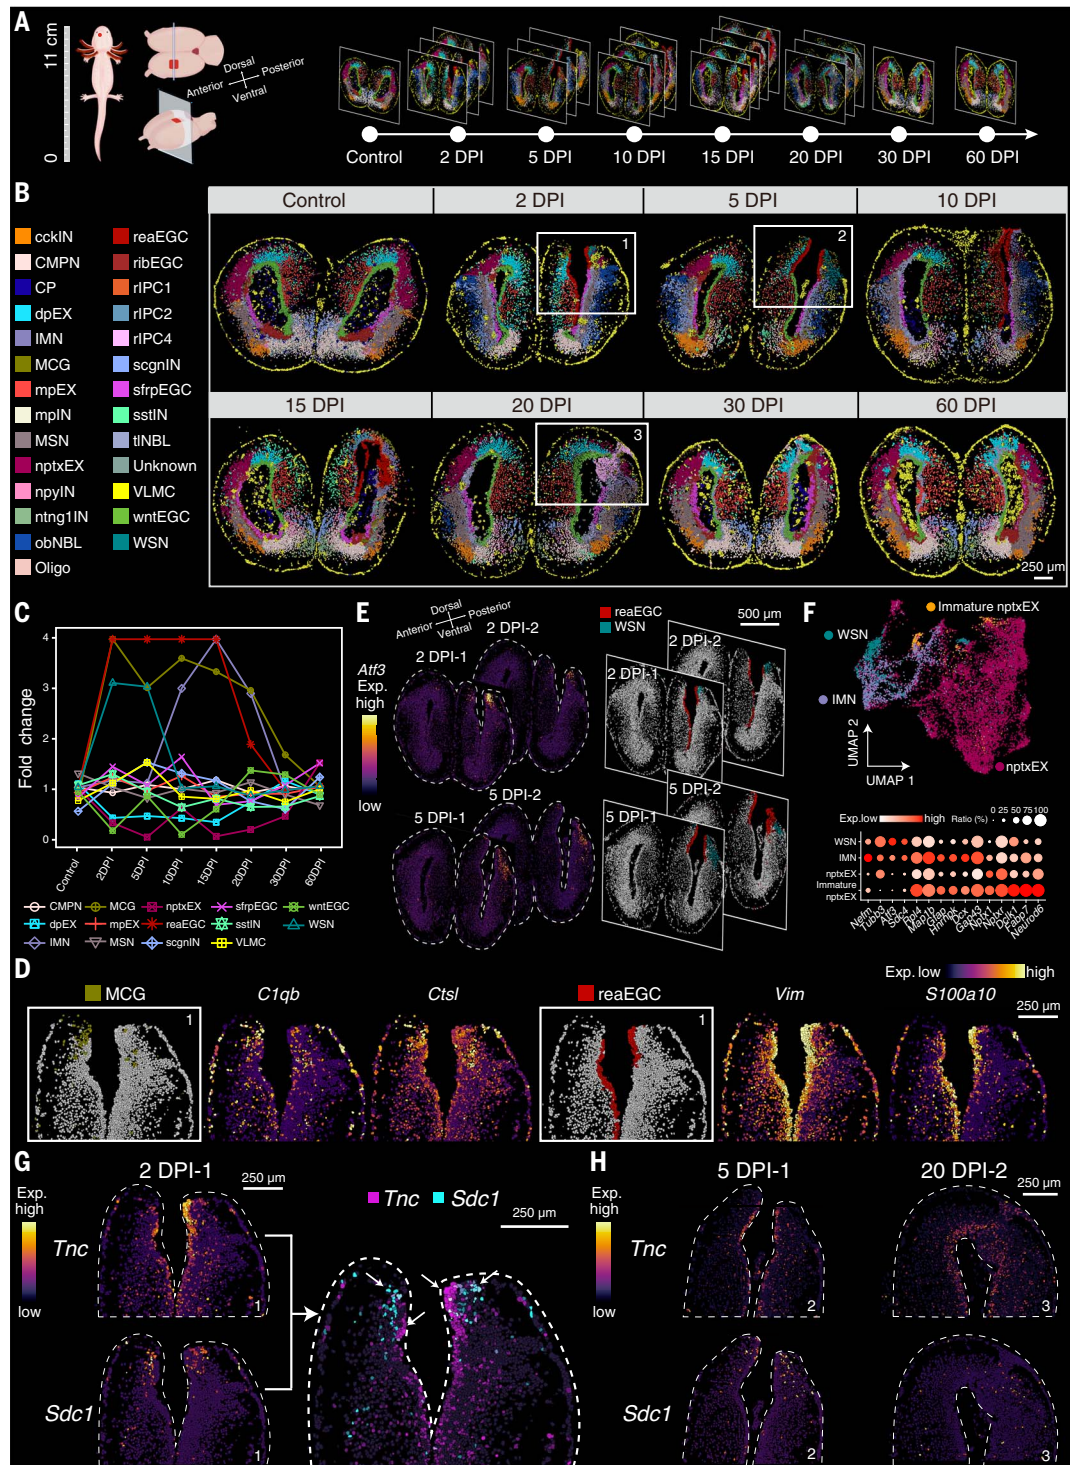 A
11 cm
0
Dorsal
Posterior
Anterior
Ventral
Control
2 DPI
5 DPI
10 DPI
15 DPI
20 DPI
30 DPI
60 DPI
B
cckIN
CMPN
CP
dpEX
IMN
MCG
mpEX
mpIN
MSN
nptxEX
npyIN
ntng1IN
obNBL
Oligo
reaEGC
ribEGC
rIPC1
rIPC2
rIPC4
scgnIN
sfrpEGC
sstIN
tlNBL
Unknown
VLMC
wntEGC
WSN
Control
2 DPI
5 DPI
10 DPI
1
2
15 DPI
20 DPI
30 DPI
60 DPI
3
250 µm
C
Fold change
4
3
2
1
0
Control
2DPI
5DPI
10DPI
15DPI
20DPI
30DPI
60DPI
CMPN
MCG
nptxEX
sfrpEGC
wntEGC
dpEX
mpEX
reaEGC
sstIN
WSN
IMN
MSN
scgnIN
VLMC
E
Dorsal
Posterior
Anterior
Ventral
reaEGC
WSN
500 µm
2 DPI-2
2 DPI-1
Atf3
Exp.
high
low
5 DPI-2
5 DPI-1
2 DPI-2
2 DPI-1
5 DPI-2
5 DPI-1
F
Immature nptxEX
WSN
IMN
nptxEX
UMAP 2
UMAP 1
Exp.low
high
Ratio (%)
0 25 50 75 100
WSN
IMN
nptxEX
Immature
nptxEX
Nefm
Tubb3
Atf3
Map1b
Gap43
Nptx1
Nptxr
Fabp7
Neurod6
D
Exp. low
high
MCG
C1qb
Ctsl
reaEGC
Vim
S100a10
250 µm
1
1
G
2 DPI-1
250 µm
Exp.
high
low
Tnc
1
Sdc1
1
Tnc
Sdc1
250 µm
H
5 DPI-1
20 DPI-2
250 µm
Exp.
high
low
Tnc
2
3
Sdc1
2
3